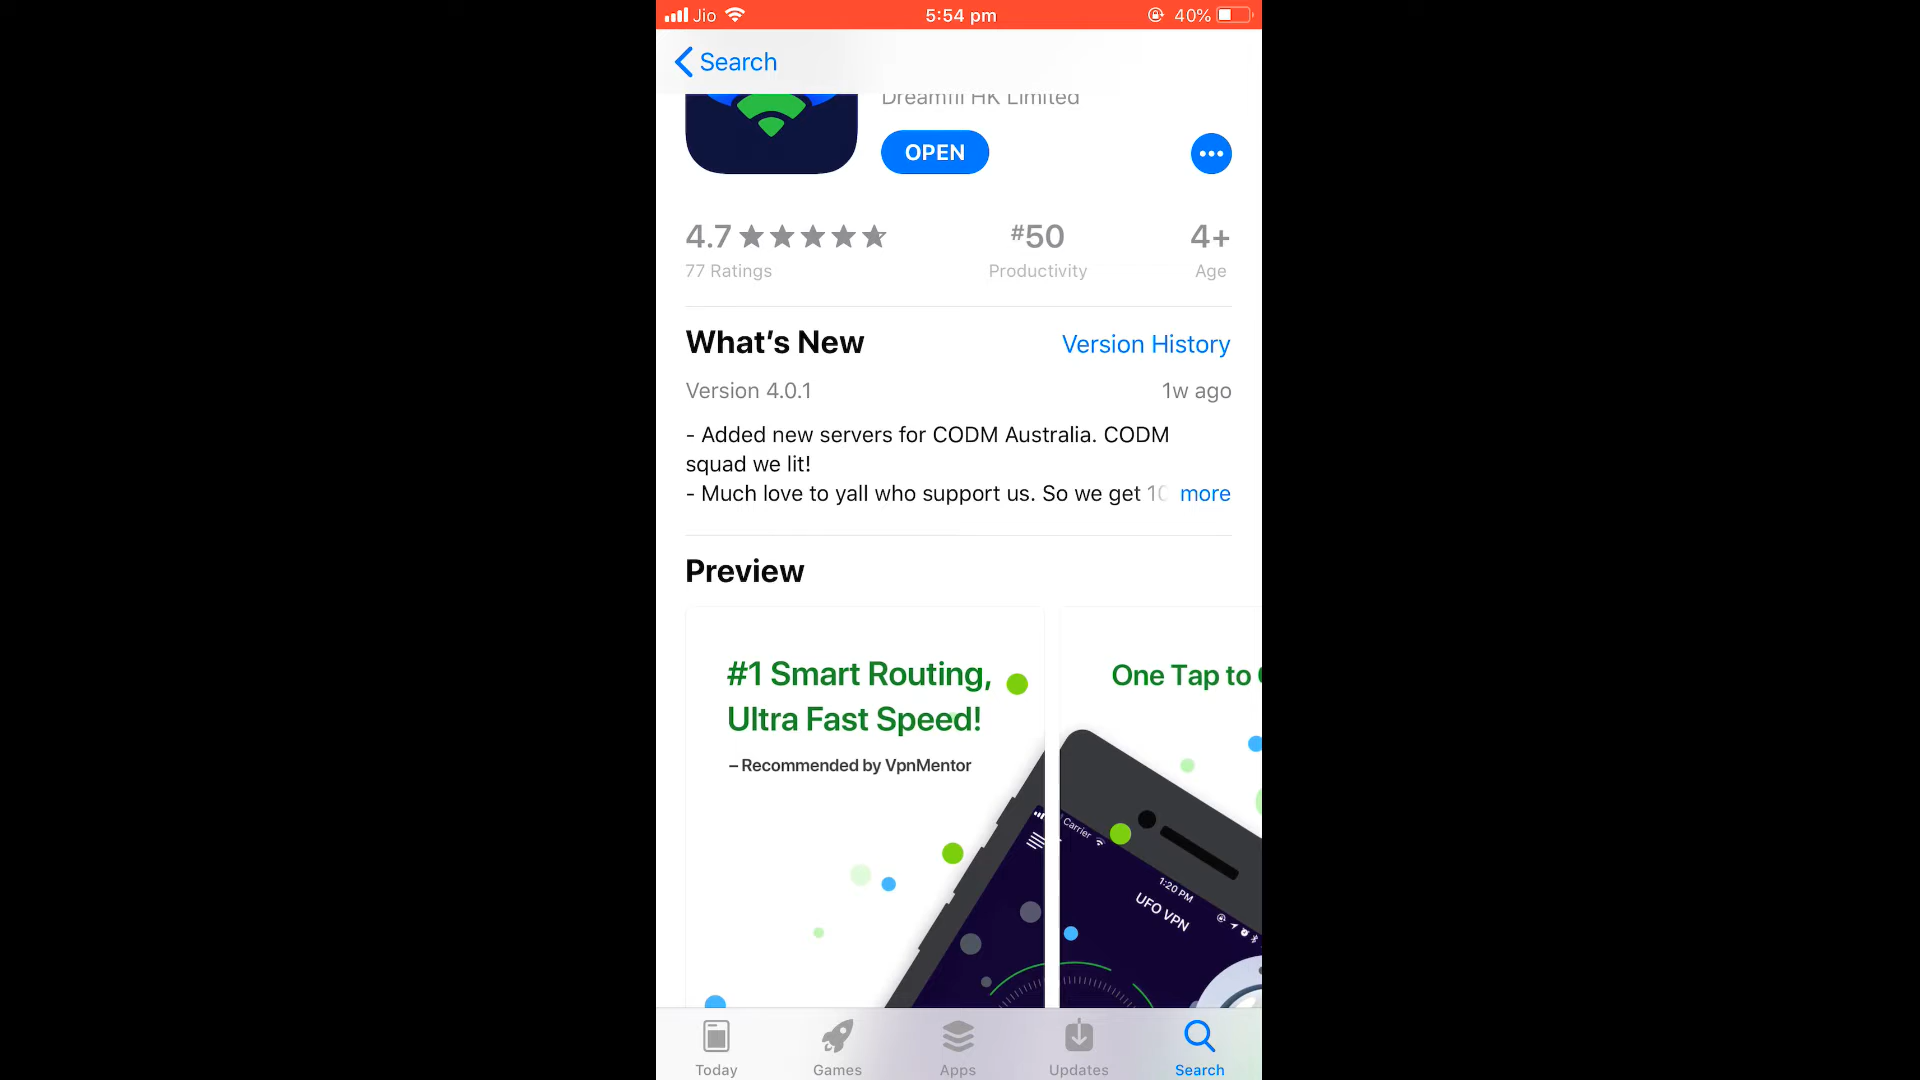 Jio 5:54 pm 40%
Search
Dreamfii HK Limited
OPEN
4.7 #50 4+
77 Ratings Productivity Age
What's New Version History
Version 4.0.1 1w ago
- Added new servers for CODM Australia. CODM
squad we lit!
- Much love to yall who support us. So we get 10 more
Preview
#1 Smart Routing,
Ultra Fast Speed!
– Recommended by VpnMentor
One Tap to
Carrier
1:20 PM
UFO VPN
Today Games Apps Updates Search